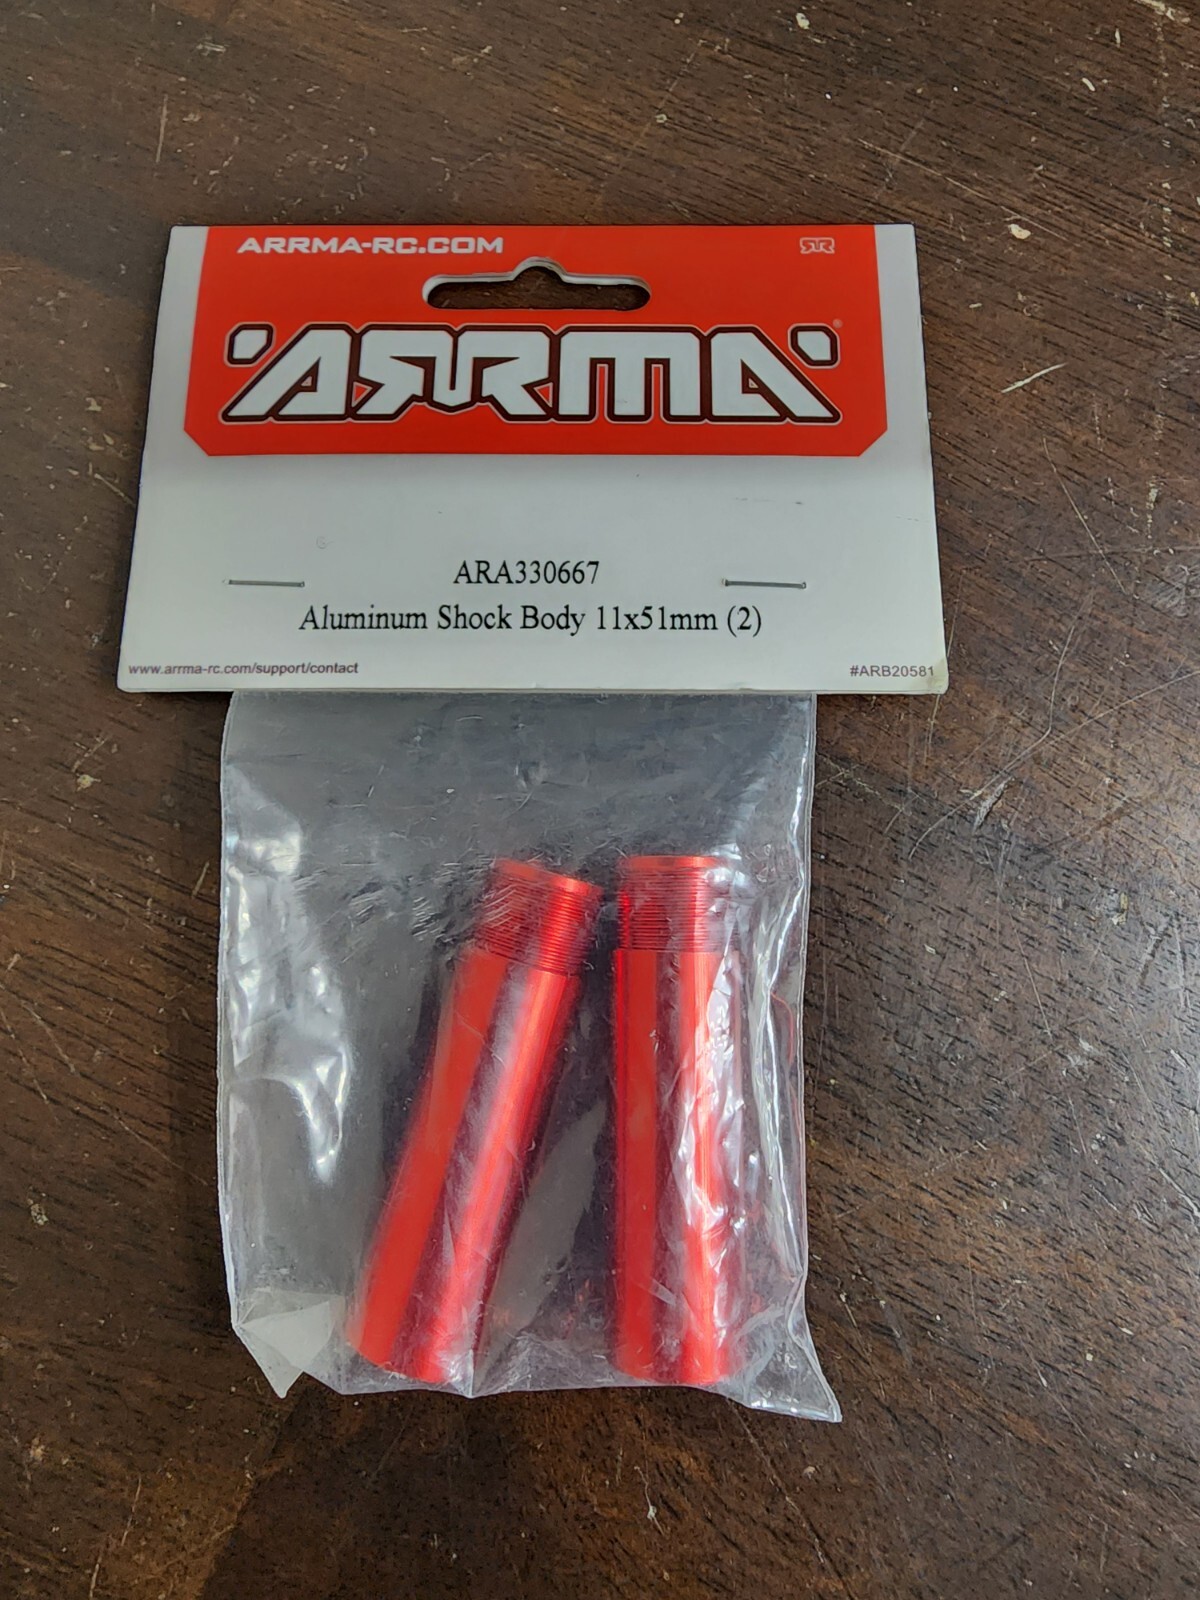 ARRMA-RC.COM
ARRMA®
ARA330667
Aluminum Shock Body 11x51mm (2)
www.arrma-rc.com/support/contact
#ARB20581